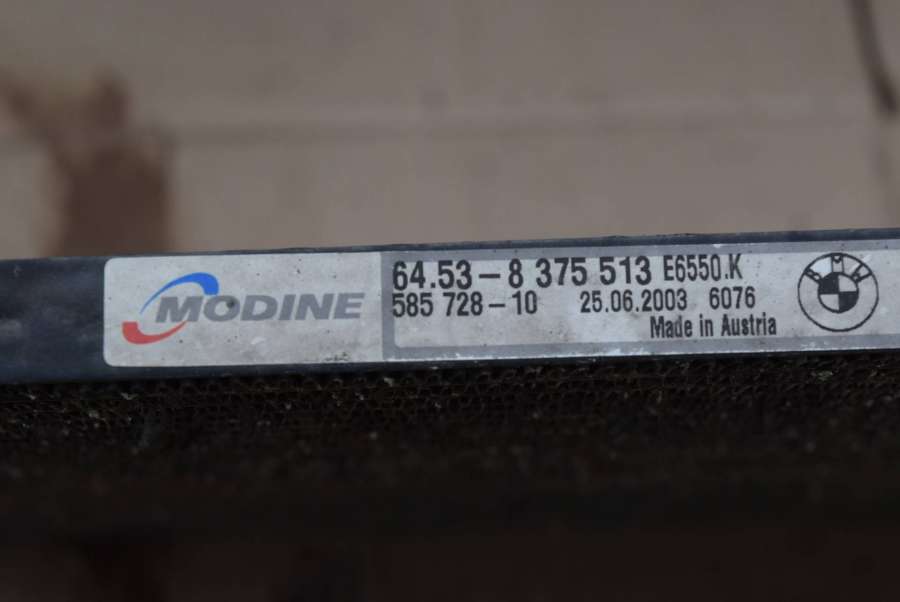 MODINE
64.53-8 375 513 E6550.K
585 728-10 25.06.2003 6076
Made in Austria
BMW